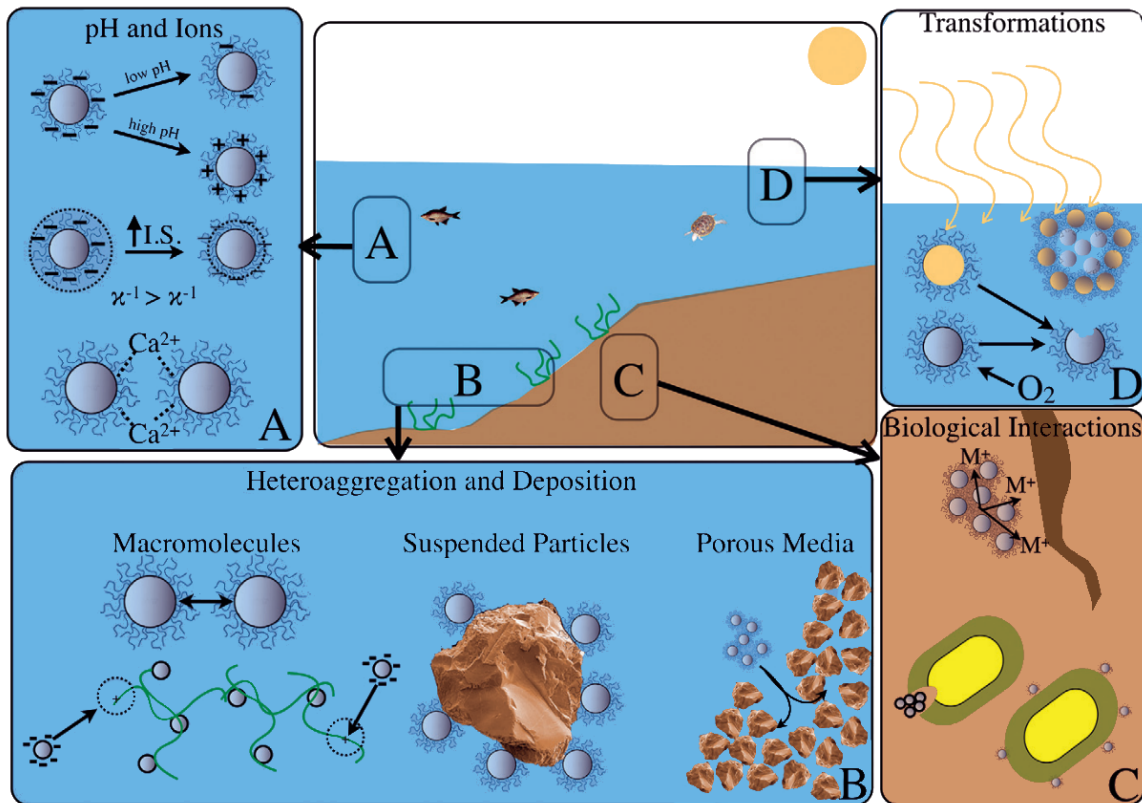 pH and Ions
low pH
high pH
I.S.
ϰ⁻¹ > ϰ⁻¹
Ca²⁺
Ca²⁺
A
A
B
C
D
Transformations
O₂
D
Heteroaggregation and Deposition
Macromolecules
Suspended Particles
Porous Media
B
Biological Interactions
M⁺
M⁺
M⁺
C